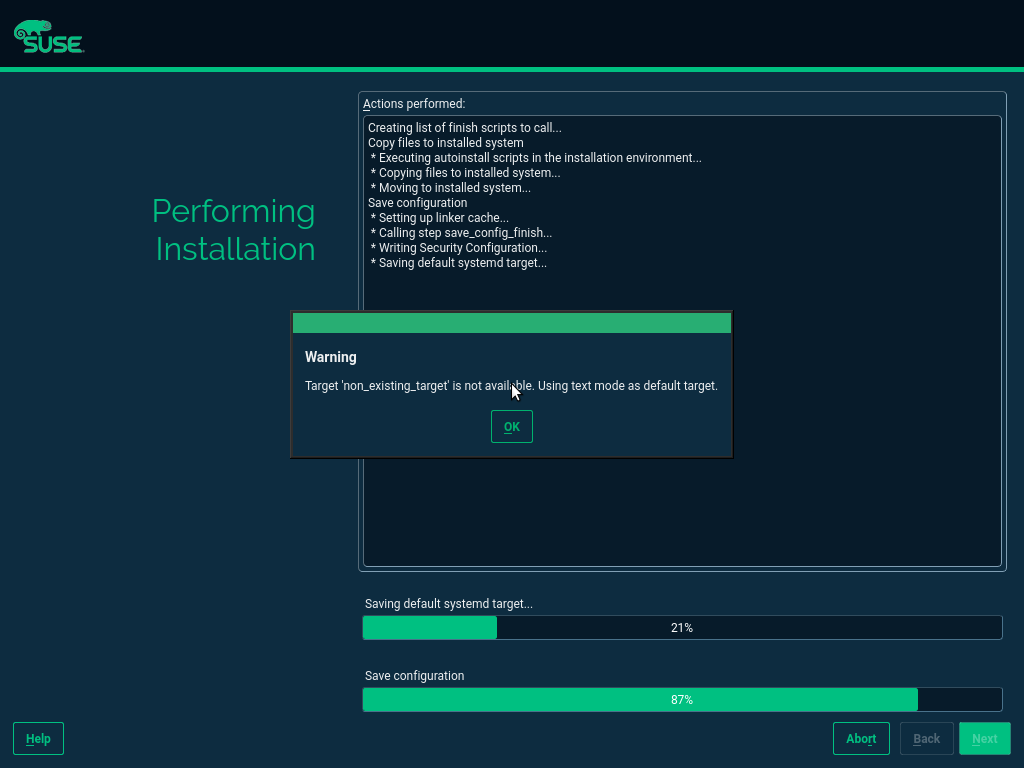 SUSE
Performing
Installation
Actions performed:
Creating list of finish scripts to call...
Copy files to installed system
* Executing autoinstall scripts in the installation environment...
* Copying files to installed system...
* Moving to installed system...
Save configuration
* Setting up linker cache...
* Calling step save_config_finish...
* Writing Security Configuration...
* Saving default systemd target...
Warning
Target 'non_existing_target' is not available. Using text mode as default target.
OK
Saving default systemd target...
21%
Save configuration
87%
Help
Abort
Back
Next